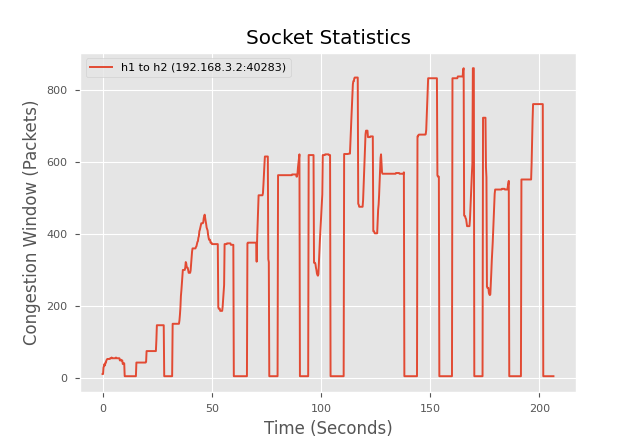 Socket Statistics
h1 to h2 (192.168.3.2:40283)
Congestion Window (Packets)
800
600
400
200
0
0
50
100
150
200
Time (Seconds)